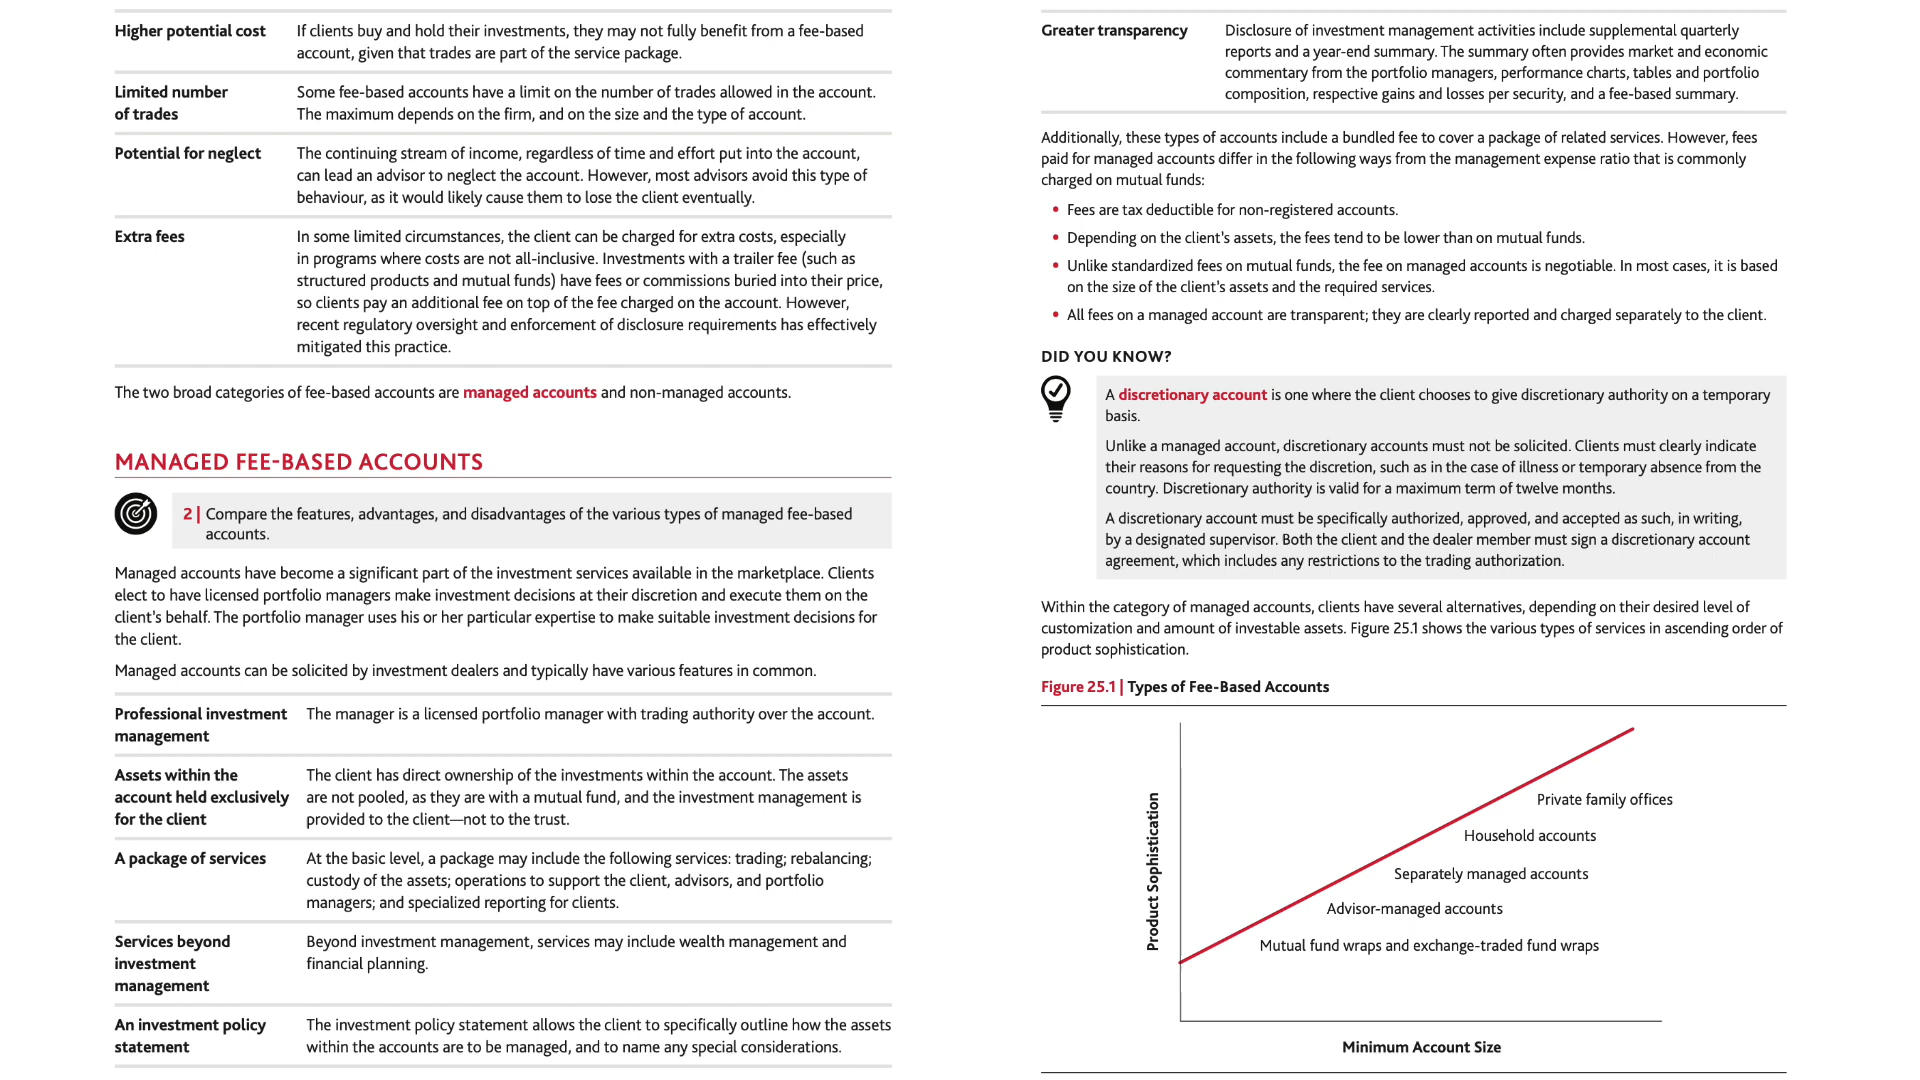 Higher potential cost If clients buy and hold their investments, they may not fully benefit from a fee-based
account, given that trades are part of the service package.
Limited number Some fee-based accounts have a limit on the number of trades allowed in the account.
of trades The maximum depends on the firm, and on the size and the type of account.
Potential for neglect The continuing stream of income, regardless of time and effort put into the account,
can lead an advisor to neglect the account. However, most advisors avoid this type of
behaviour, as it would likely cause them to lose the client eventually.
Extra fees In some limited circumstances, the client can be charged for extra costs, especially
in programs where costs are not all-inclusive. Investments with a trailer fee (such as
structured products and mutual funds) have fees or commissions buried into their price,
so clients pay an additional fee on top of the fee charged on the account. However,
recent regulatory oversight and enforcement of disclosure requirements has effectively
mitigated this practice.
The two broad categories of fee-based accounts are managed accounts and non-managed accounts.
MANAGED FEE-BASED ACCOUNTS
2 | Compare the features, advantages, and disadvantages of the various types of managed fee-based
accounts.
Managed accounts have become a significant part of the investment services available in the marketplace. Clients
elect to have licensed portfolio managers make investment decisions at their discretion and execute them on the
client's behalf. The portfolio manager uses his or her particular expertise to make suitable investment decisions for
the client.
Managed accounts can be solicited by investment dealers and typically have various features in common.
Professional investment The manager is a licensed portfolio manager with trading authority over the account.
management
Assets within the The client has direct ownership of the investments within the account. The assets
account held exclusively are not pooled, as they are with a mutual fund, and the investment management is
for the client provided to the client—not to the trust.
A package of services At the basic level, a package may include the following services: trading; rebalancing;
custody of the assets; operations to support the client, advisors, and portfolio
managers; and specialized reporting for clients.
Services beyond Beyond investment management, services may include wealth management and
investment financial planning.
management
An investment policy The investment policy statement allows the client to specifically outline how the assets
statement within the accounts are to be managed, and to name any special considerations.
Greater transparency Disclosure of investment management activities include supplemental quarterly
reports and a year-end summary. The summary often provides market and economic
commentary from the portfolio managers, performance charts, tables and portfolio
composition, respective gains and losses per security, and a fee-based summary.
Additionally, these types of accounts include a bundled fee to cover a package of related services. However, fees
paid for managed accounts differ in the following ways from the management expense ratio that is commonly
charged on mutual funds:
• Fees are tax deductible for non-registered accounts.
• Depending on the client's assets, the fees tend to be lower than on mutual funds.
• Unlike standardized fees on mutual funds, the fee on managed accounts is negotiable. In most cases, it is based
on the size of the client's assets and the required services.
• All fees on a managed account are transparent; they are clearly reported and charged separately to the client.
DID YOU KNOW?
A discretionary account is one where the client chooses to give discretionary authority on a temporary
basis.
Unlike a managed account, discretionary accounts must not be solicited. Clients must clearly indicate
their reasons for requesting the discretion, such as in the case of illness or temporary absence from the
country. Discretionary authority is valid for a maximum term of twelve months.
A discretionary account must be specifically authorized, approved, and accepted as such, in writing,
by a designated supervisor. Both the client and the dealer member must sign a discretionary account
agreement, which includes any restrictions to the trading authorization.
Within the category of managed accounts, clients have several alternatives, depending on their desired level of
customization and amount of investable assets. Figure 25.1 shows the various types of services in ascending order of
product sophistication.
Figure 25.1 | Types of Fee-Based Accounts
Product Sophistication
Private family offices
Household accounts
Separately managed accounts
Advisor-managed accounts
Mutual fund wraps and exchange-traded fund wraps
Minimum Account Size